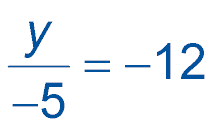 y/-5 = -12